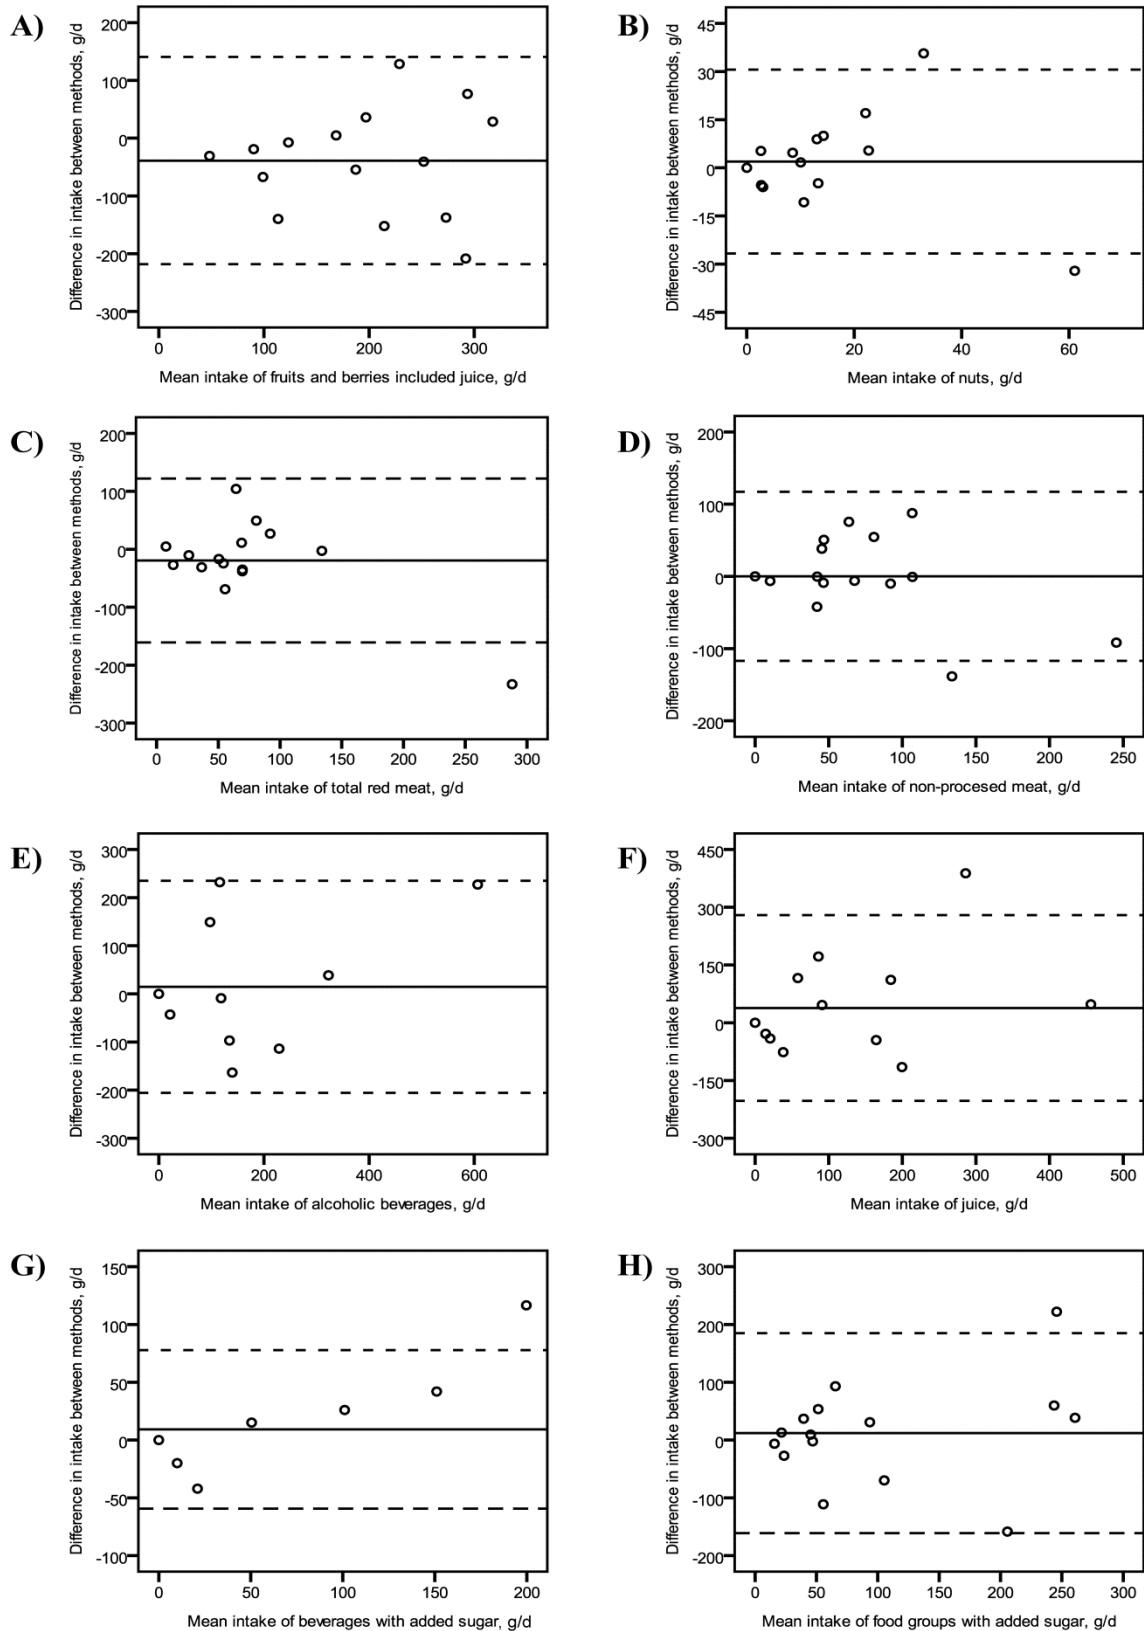 A)
Difference in intake between methods, g/d
200
100
0
-100
-200
-300
0 100 200 300
Mean intake of fruits and berries included juice, g/d
B)
Difference in intake between methods, g/d
45
30
15
0
-15
-30
-45
0 20 40 60
Mean intake of nuts, g/d
C)
Difference in intake between methods, g/d
200
100
0
-100
-200
-300
0 50 100 150 200 250 300
Mean intake of total red meat, g/d
D)
Difference in intake between methods, g/d
200
100
0
-100
-200
0 50 100 150 200 250
Mean intake of non-procesed meat, g/d
E)
Difference in intake between methods, g/d
300
200
100
0
-100
-200
-300
0 200 400 600
Mean intake of alcoholic beverages, g/d
F)
Difference in intake between methods, g/d
450
300
150
0
-150
-300
0 100 200 300 400 500
Mean intake of juice, g/d
G)
Difference in intake between methods, g/d
150
100
50
0
-50
-100
0 50 100 150 200
Mean intake of beverages with added sugar, g/d
H)
Difference in intake between methods, g/d
300
200
100
0
-100
-200
0 50 100 150 200 250 300
Mean intake of food groups with added sugar, g/d